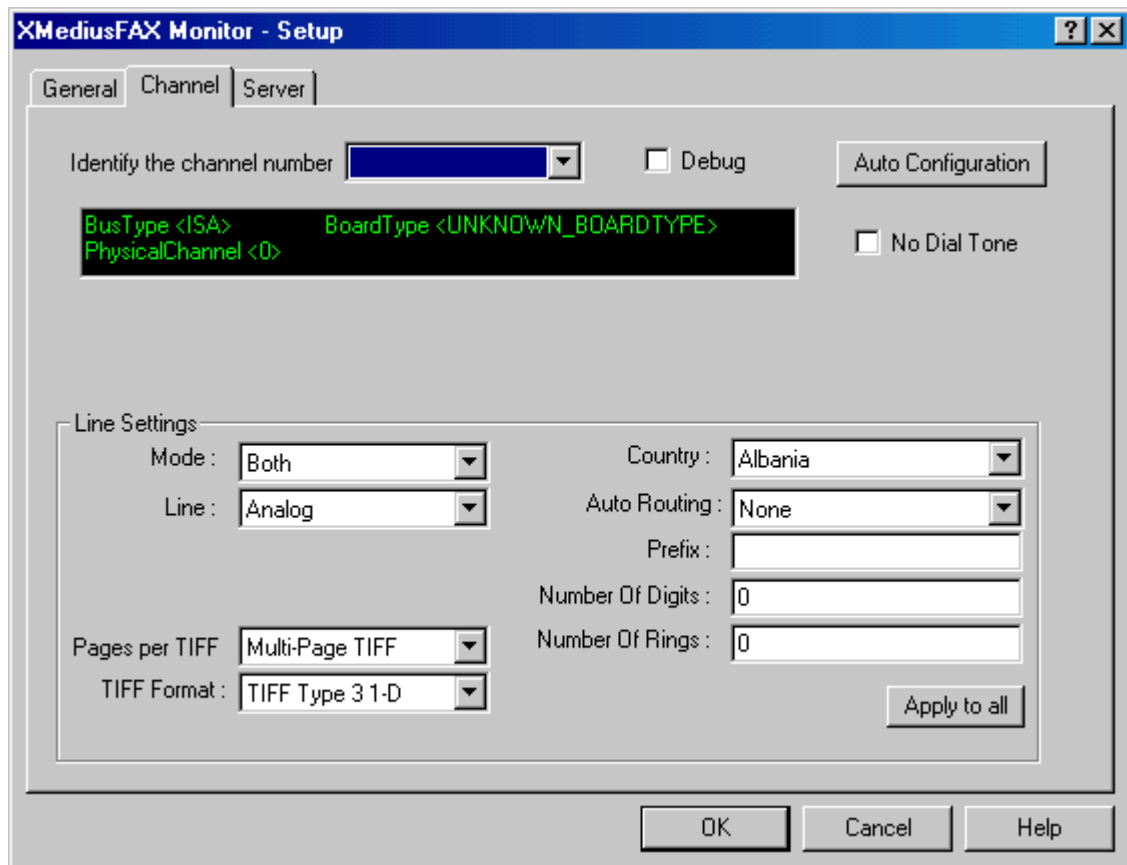 XMediusFAX Monitor - Setup
General Channel Server
Identify the channel number Debug Auto Configuration
BusType <ISA> BoardType <UNKNOWN_BOARDTYPE>
PhysicalChannel <0>
No Dial Tone
Line Settings
Mode : Both Country : Albania
Line : Analog Auto Routing : None
Prefix :
Number Of Digits : 0
Pages per TIFF Multi-Page TIFF Number Of Rings : 0
TIFF Format : TIFF Type 3 1-D
Apply to all
OK Cancel Help